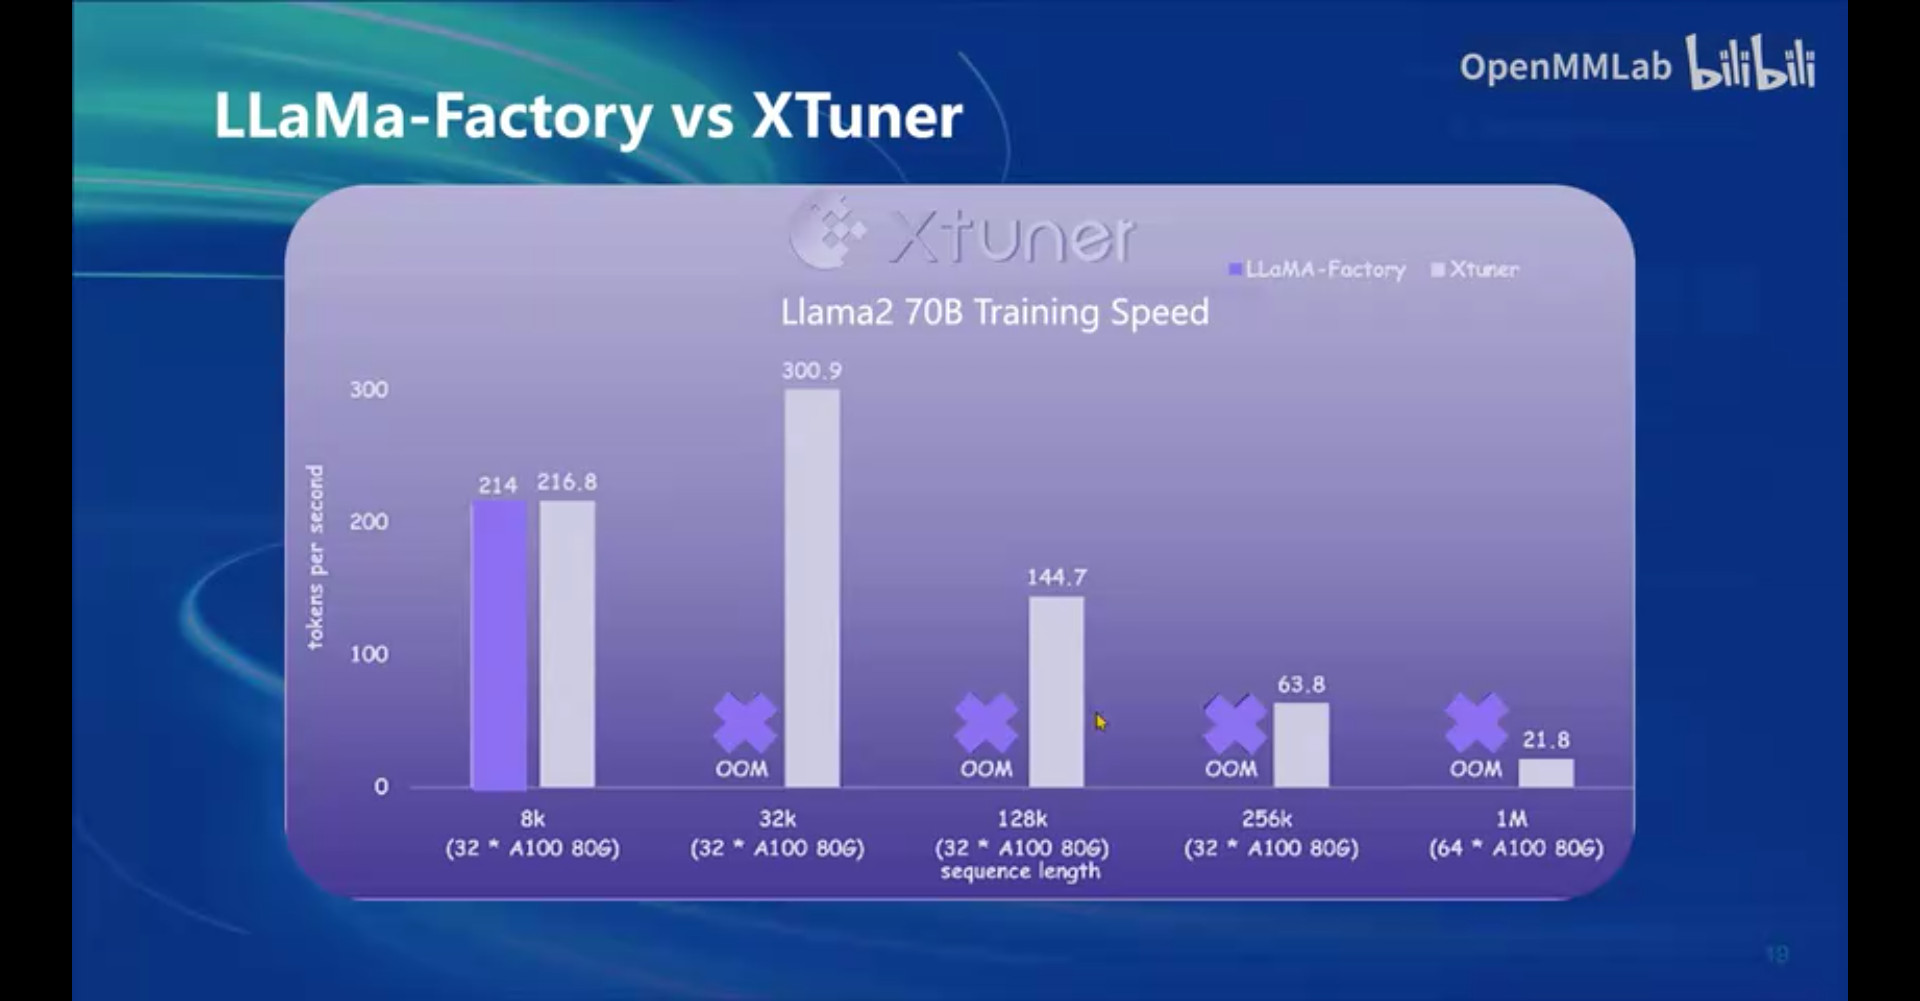 OpenMMLab bilibili
LLaMa-Factory vs XTuner
Xtuner
LLaMA-Factory Xtuner
Llama2 70B Training Speed
tokens per second
300
200
100
0
214 216.8
300.9
144.7
63.8
21.8
OOM OOM OOM OOM
8k 32k 128k 256k 1M
(32 * A100 80G) (32 * A100 80G) (32 * A100 80G) (32 * A100 80G) (64 * A100 80G)
sequence length
19